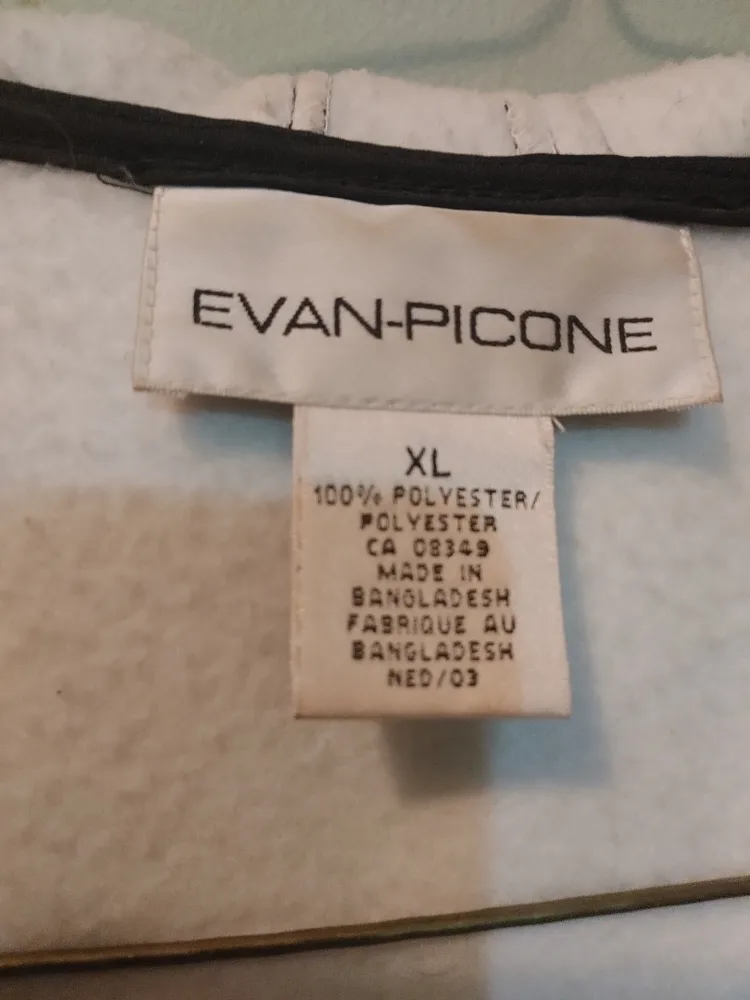 EVAN-PICONE
XL
100% POLYESTER/
POLYESTER
CA 08349
MADE IN
BANGLADESH
FABRIQUE AU
BANGLADESH
NED/03